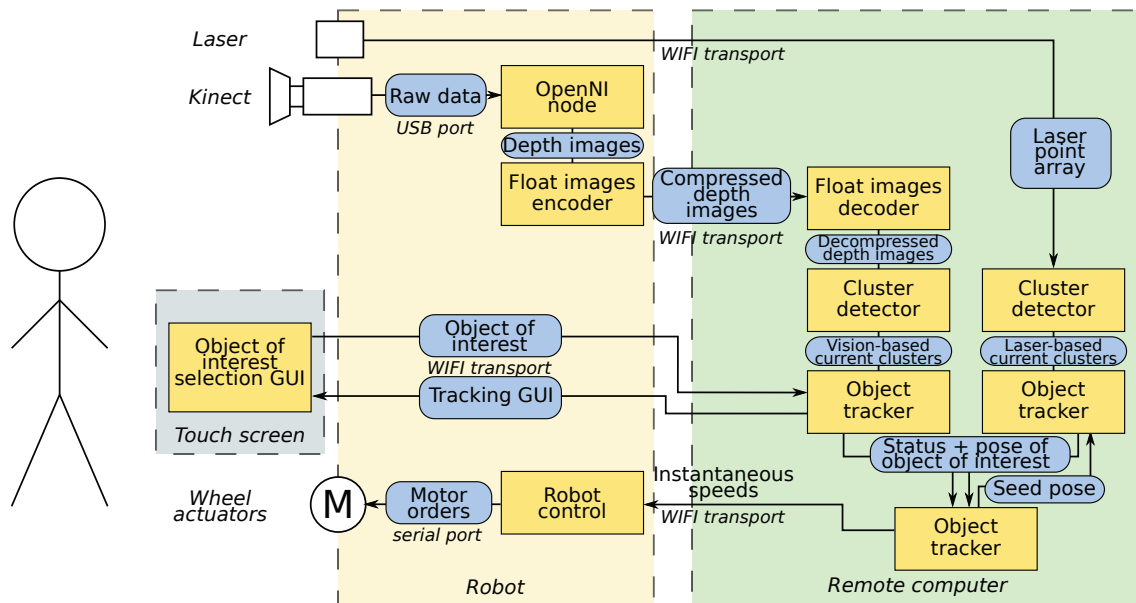 Laser
WIFI transport
Kinect
Raw data
USB port
OpenNI
node
Depth images
Float images
encoder
Compressed
depth
images
WIFI transport
Float images
decoder
Decompressed
depth images
Laser
point
array
Cluster
detector
Cluster
detector
Vision-based
current clusters
Laser-based
current clusters
Object
tracker
Object
tracker
Object of
interest
selection GUI
Touch screen
Object of
interest
WIFI transport
Tracking GUI
Status + pose of
object of interest
Seed pose
Object
tracker
Instantaneous
speeds
WIFI transport
Robot
control
Motor
orders
serial port
M
Wheel
actuators
Robot
Remote computer